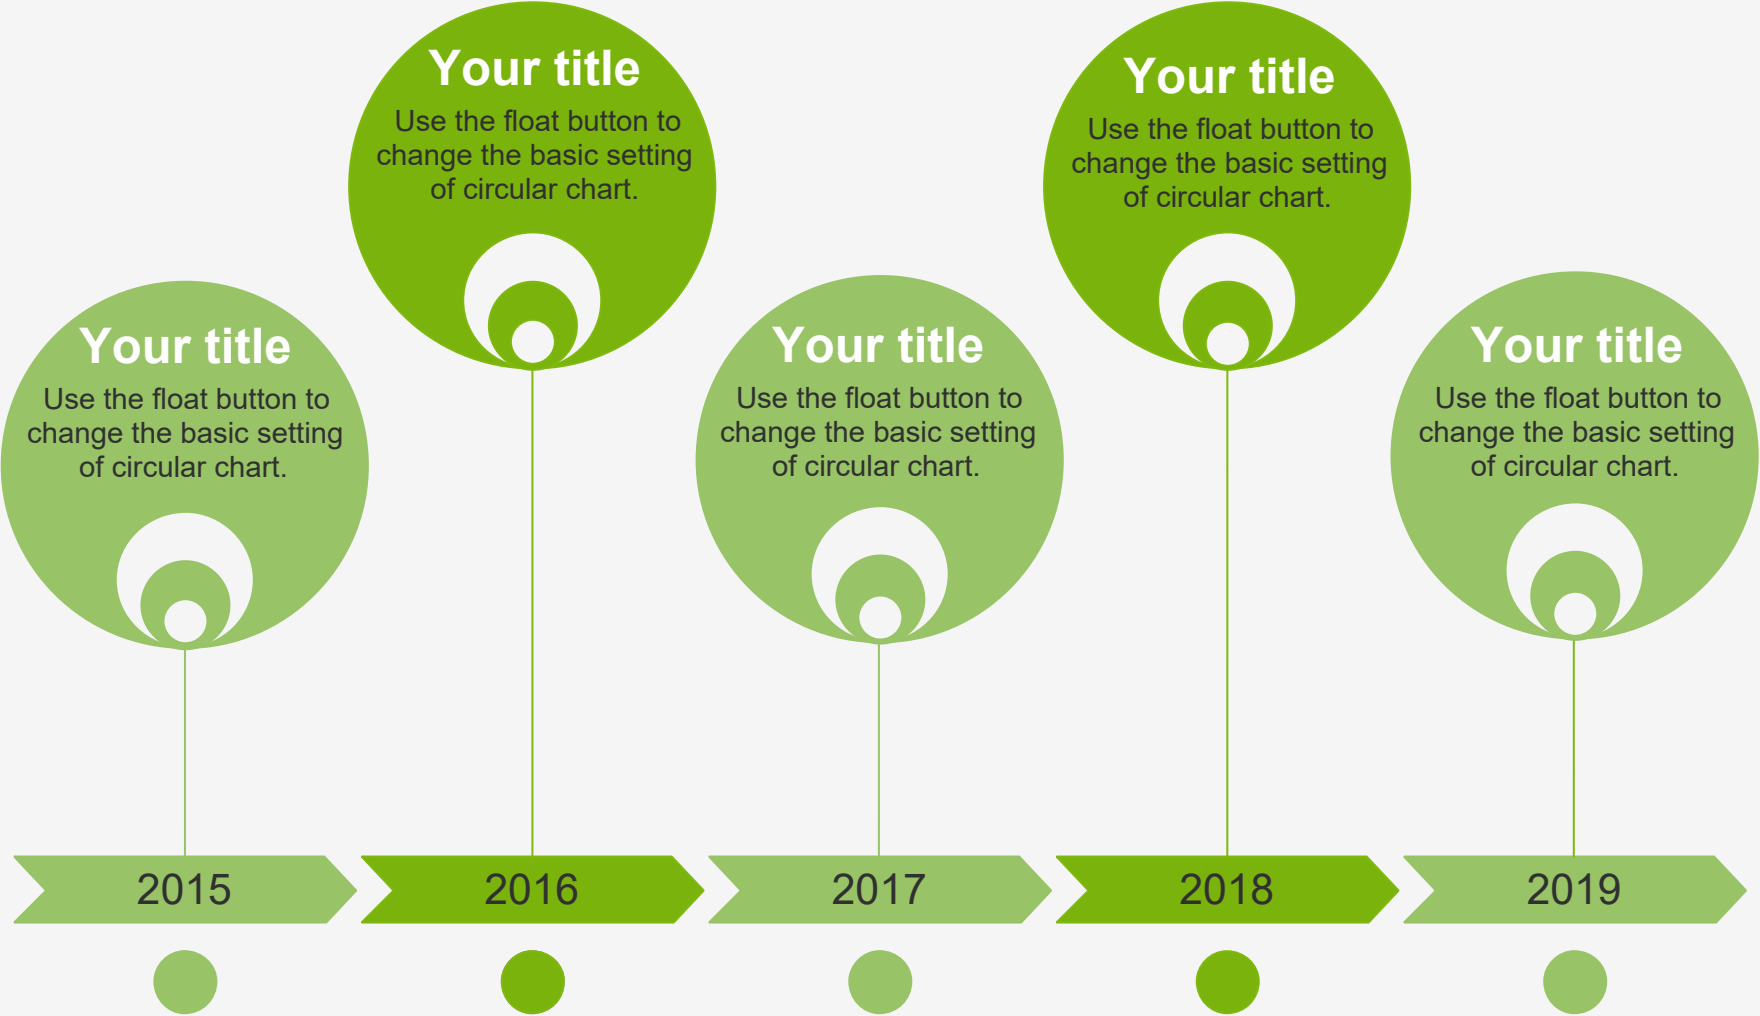 Your title
Use the float button to
change the basic setting
of circular chart.
Your title
Use the float button to
change the basic setting
of circular chart.
Your title
Use the float button to
change the basic setting
of circular chart.
Your title
Use the float button to
change the basic setting
of circular chart.
Your title
Use the float button to
change the basic setting
of circular chart.
2015
2016
2017
2018
2019